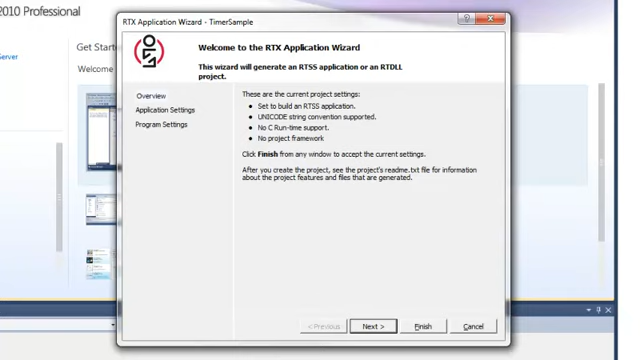 2010 Professional
RTX Application Wizard - TimerSample
Get Starte
Welcome
Server
Welcome to the RTX Application Wizard
This wizard will generate an RTSS application or an RTDLL
project.
Overview
Application Settings
Program Settings
These are the current project settings:
• Set to build an RTSS application.
• UNICODE string convention supported.
• No C Run-time support.
• No project framework
Click Finish from any window to accept the current settings.
After you create the project, see the project's readme.txt file for information
about the project features and files that are generated.
< Previous
Next >
Finish
Cancel